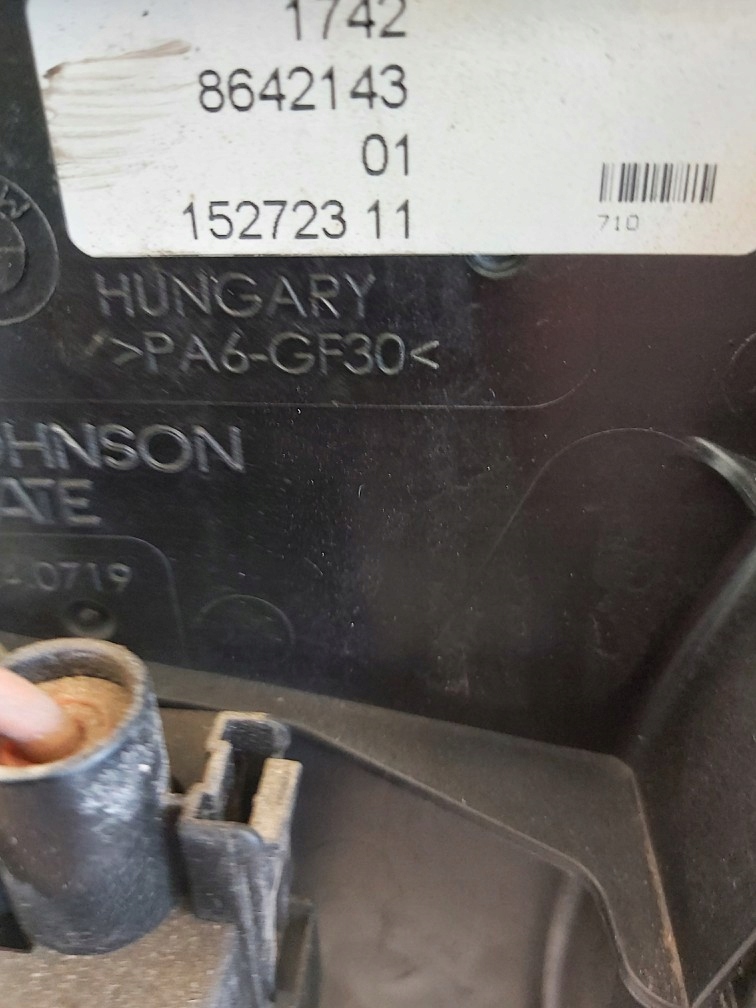 1742
8642143
01
152723 11
710
HUNGARY
>PA6-GF30<
OHNSON
ATE
0719